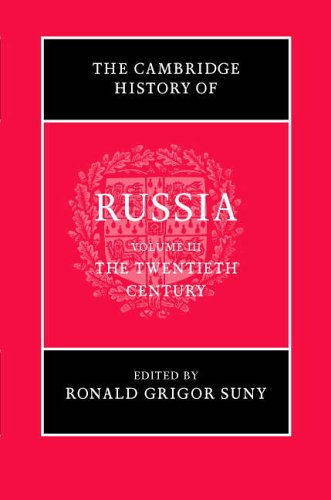 THE CAMBRIDGE
HISTORY OF
RUSSIA
VOLUME III
THE TWENTIETH
CENTURY
EDITED BY
RONALD GRIGOR SUNY